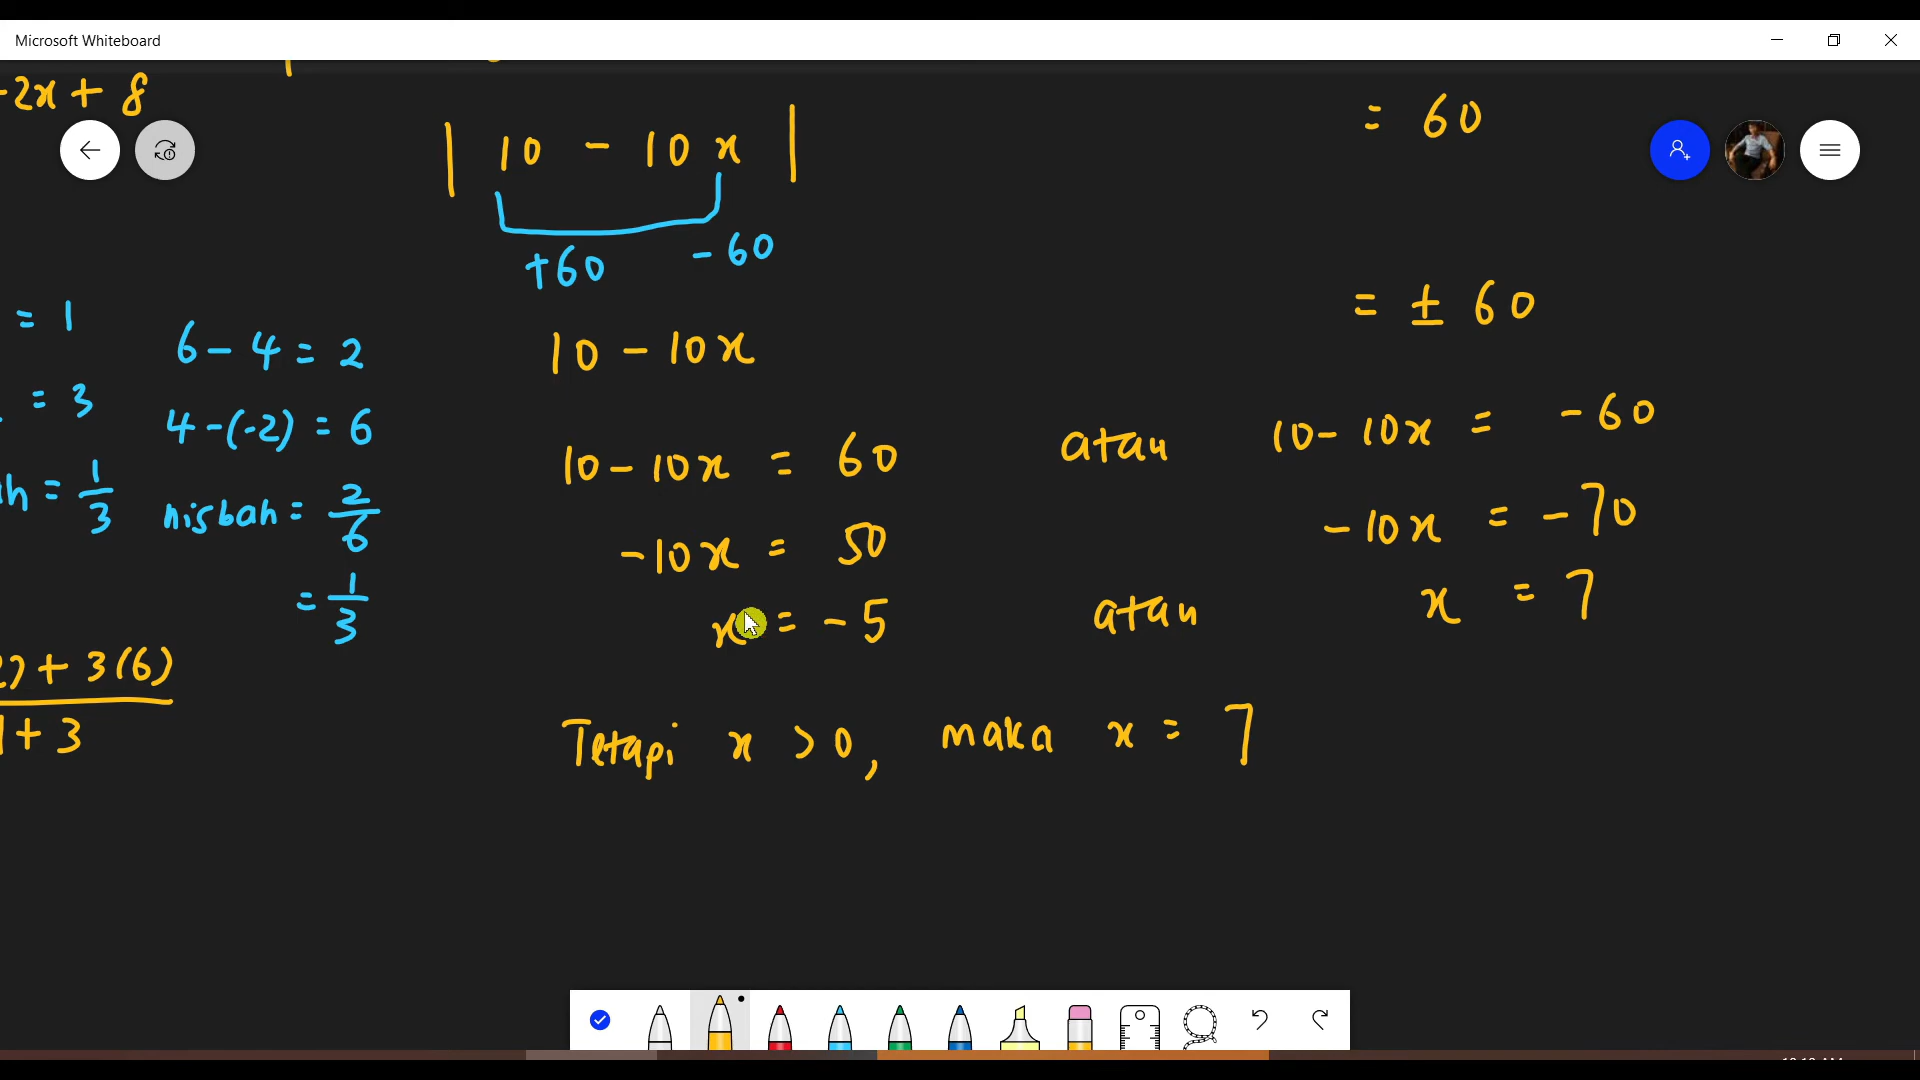 Microsoft Whiteboard
-2x + 8
| 10 - 10x | = 60
+60 -60
= ± 60
10 - 10x
= 1
6 - 4 = 2
= 3
4 - (-2) = 6
= 1/3
nisbah = 2/6
= 1/3
10 - 10x = 60 atau 10 - 10x = -60
-10x = 50 -10x = -70
x = -5 atau x = 7
2) + 3(6)
1 + 3
Tetapi x > 0, maka x = 7